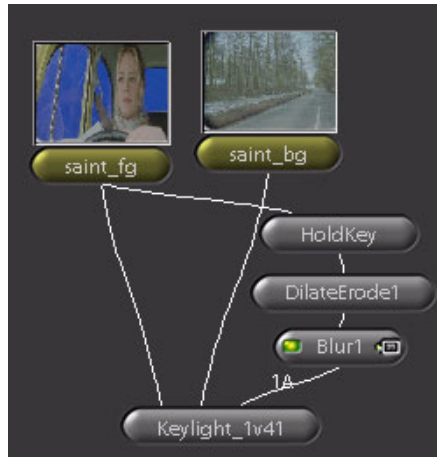 saint_fg
saint_bg
HoldKey
DilateErode1
Blur1
1A
Keylight_1v41